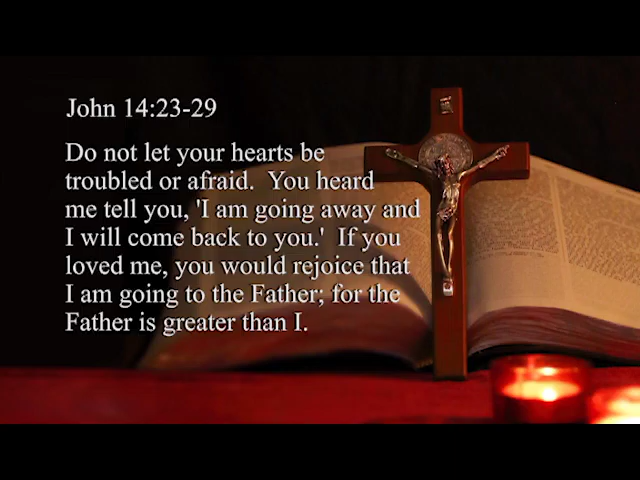 John 14:23-29
Do not let your hearts be
troubled or afraid.  You heard
me tell you, 'I am going away and
I will come back to you.'  If you
loved me, you would rejoice that
I am going to the Father; for the
Father is greater than I.